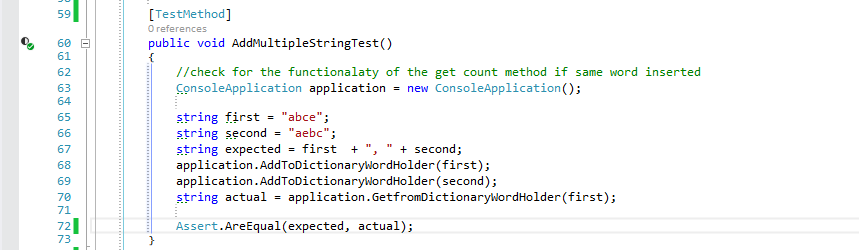 59 [TestMethod]
0 references
60 public void AddMultipleStringTest()
61 {
62 //check for the functionalaty of the get count method if same word inserted
63 ConsoleApplication application = new ConsoleApplication();
64
65 string first = "abce";
66 string second = "aebc";
67 string expected = first  + ", " + second;
68 application.AddToDictionaryWordHolder(first);
69 application.AddToDictionaryWordHolder(second);
70 string actual = application.GetfromDictionaryWordHolder(first);
71
72 Assert.AreEqual(expected, actual);
73 }